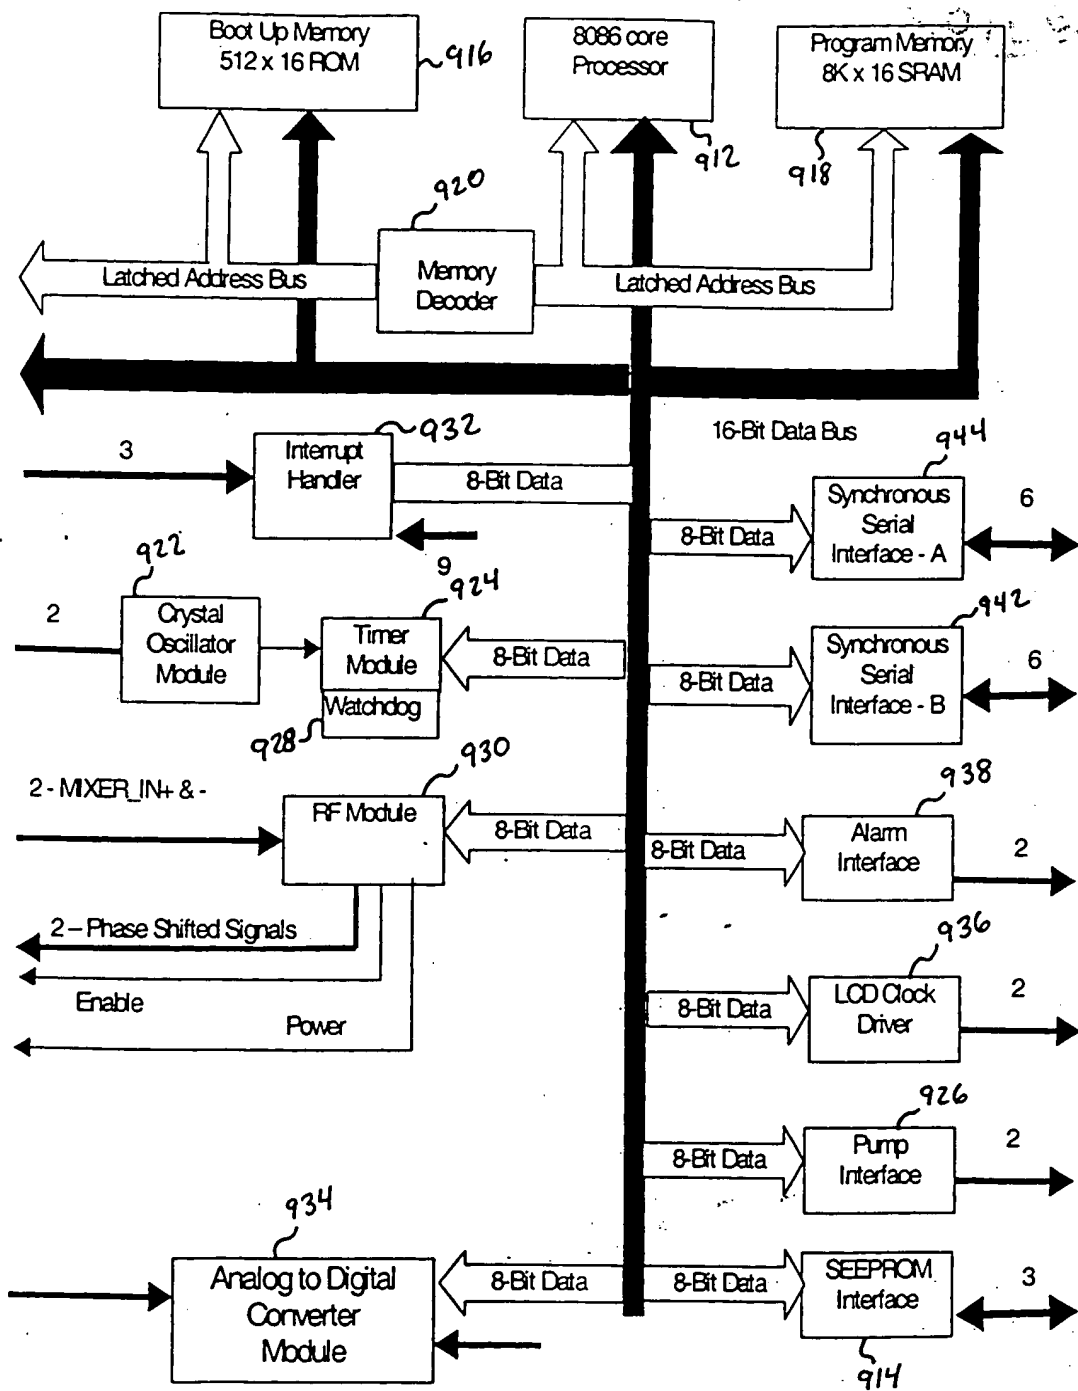 Boot Up Memory
512 x 16 ROM
916
8086 core
Processor
912
Program Memory
8K x 16 SRAM
918
920
Memory
Decoder
Latched Address Bus
Latched Address Bus
16-Bit Data Bus
3
932
Interrupt
Handler
8-Bit Data
9
944
Synchronous
Serial
Interface - A
8-Bit Data
6
2
922
Crystal
Oscillator
Module
924
Timer
Module
Watchdog
928
8-Bit Data
942
Synchronous
Serial
Interface - B
8-Bit Data
6
2 - MIXER_IN+ & -
930
RF Module
8-Bit Data
2 – Phase Shifted Signals
Enable
Power
938
Alarm
Interface
8-Bit Data
2
936
LCD Clock
Driver
8-Bit Data
2
926
Pump
Interface
8-Bit Data
2
934
Analog to Digital
Converter
Module
8-Bit Data
8-Bit Data
SEEPROM
Interface
3
914